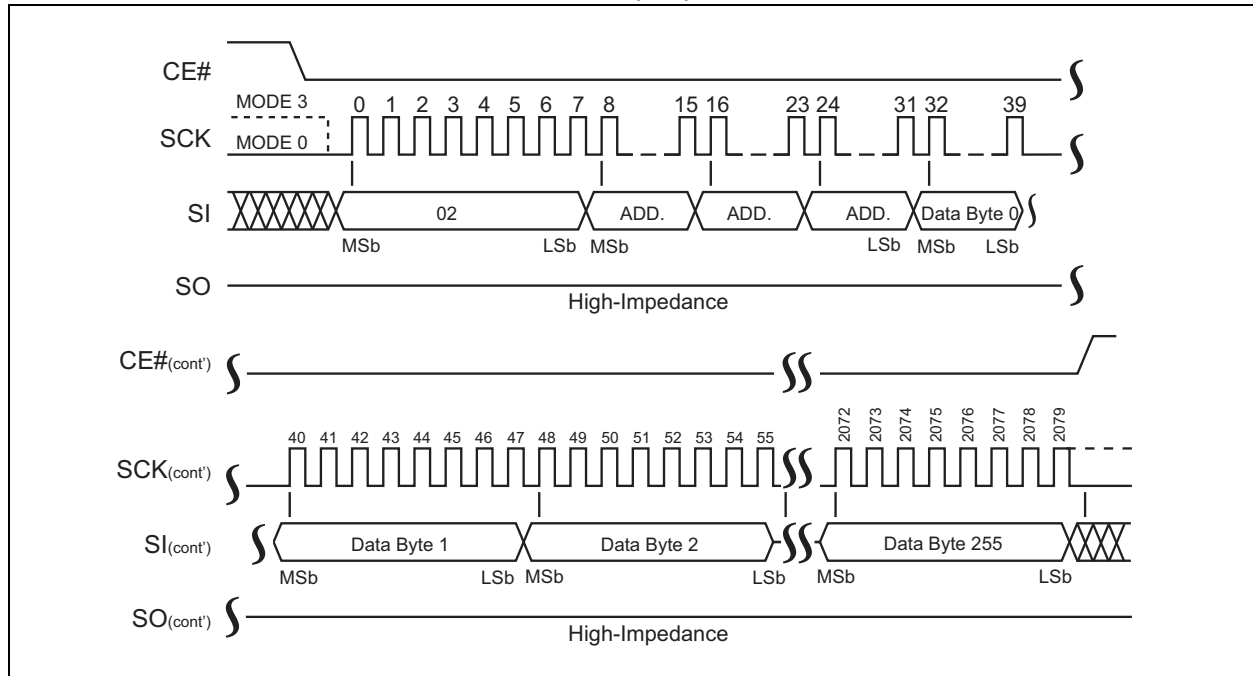 CE#
MODE 3
0 1 2 3 4 5 6 7 8 15 16 23 24 31 32 39
SCK
MODE 0
SI
02 ADD. ADD. ADD. Data Byte 0
MSb LSb MSb LSb MSb LSb
SO
High-Impedance
CE#(cont')
40 41 42 43 44 45 46 47 48 49 50 51 52 53 54 55 2072 2073 2074 2075 2076 2077 2078 2079
SCK(cont')
SI(cont')
Data Byte 1 Data Byte 2 Data Byte 255
MSb LSb MSb LSb MSb LSb
SO(cont')
High-Impedance